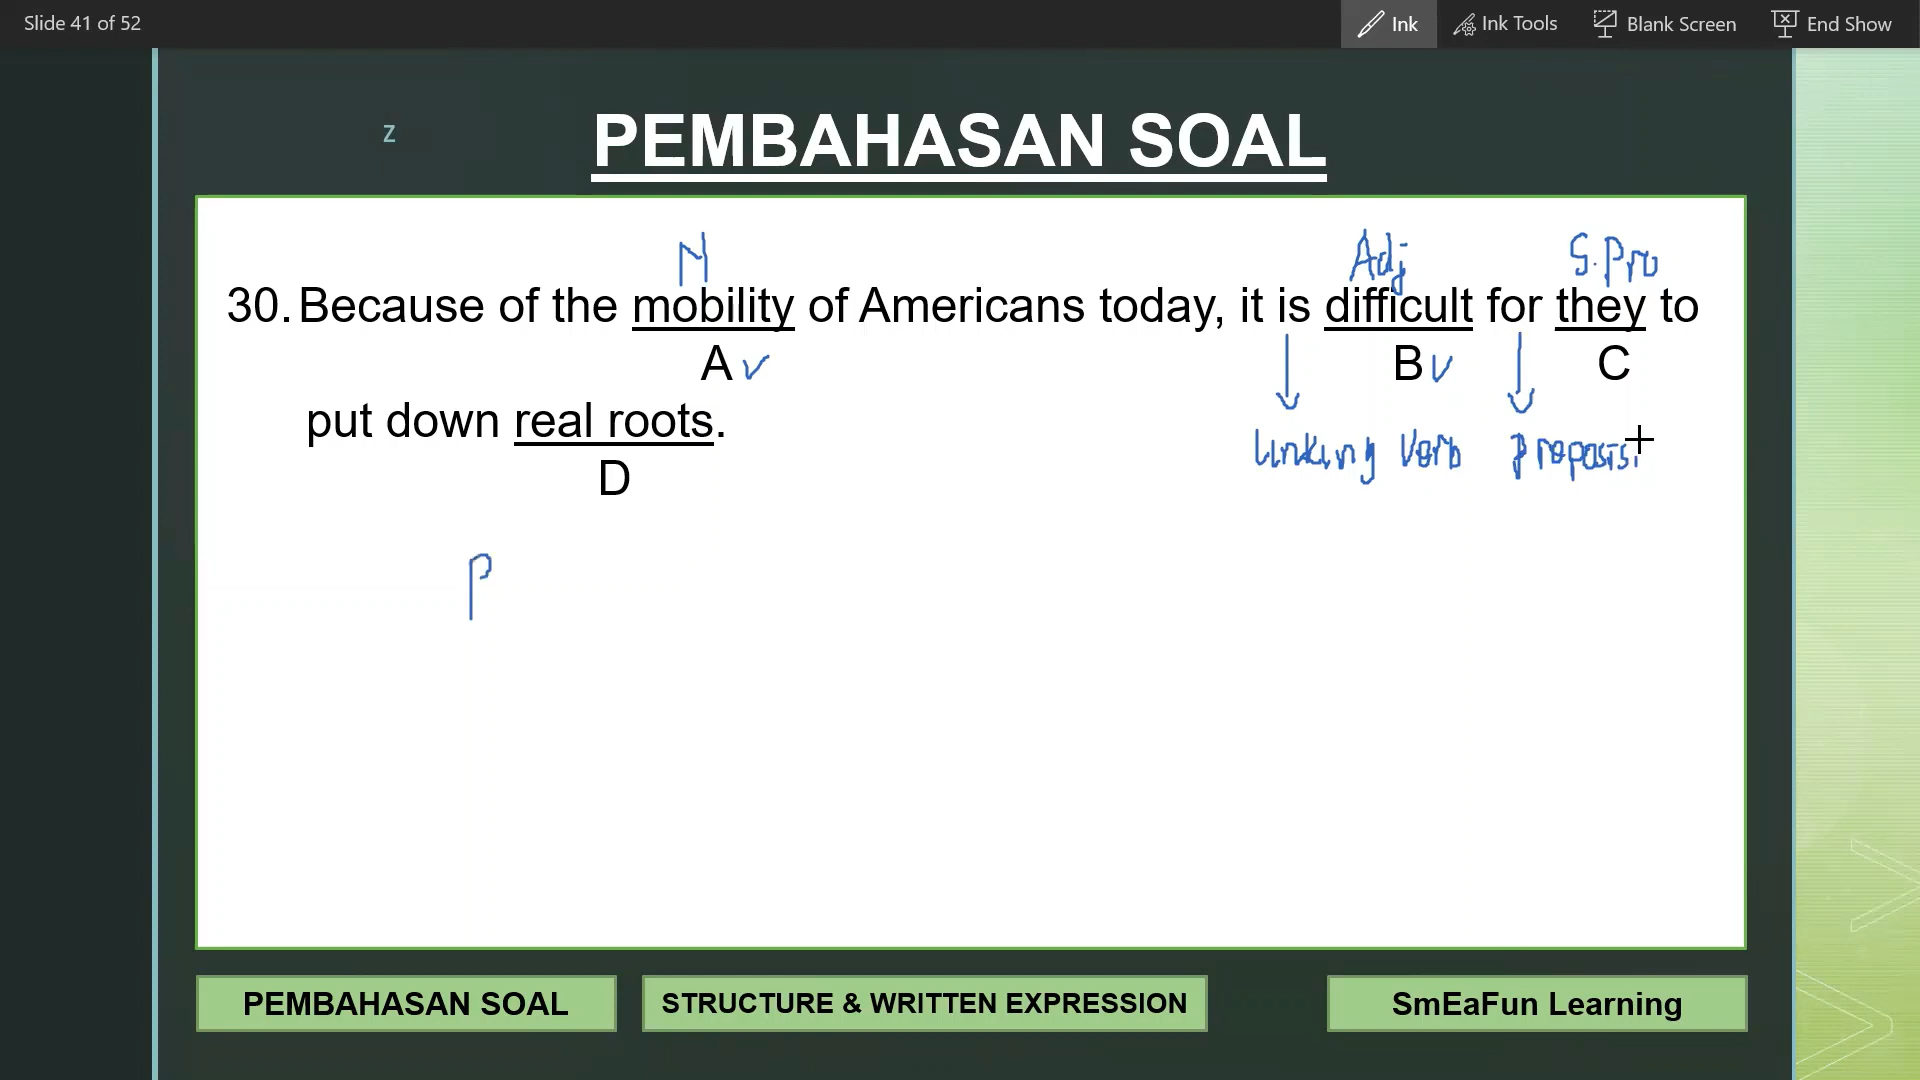 Slide 41 of 52
Ink
Ink Tools
Blank Screen
End Show
z
PEMBAHASAN SOAL
N
Adj
S.Pro
30. Because of the mobility of Americans today, it is difficult for they to
A v
B v
C
put down real roots.
Linking Verb
Preposisi
D
P
PEMBAHASAN SOAL
STRUCTURE & WRITTEN EXPRESSION
SmEaFun Learning